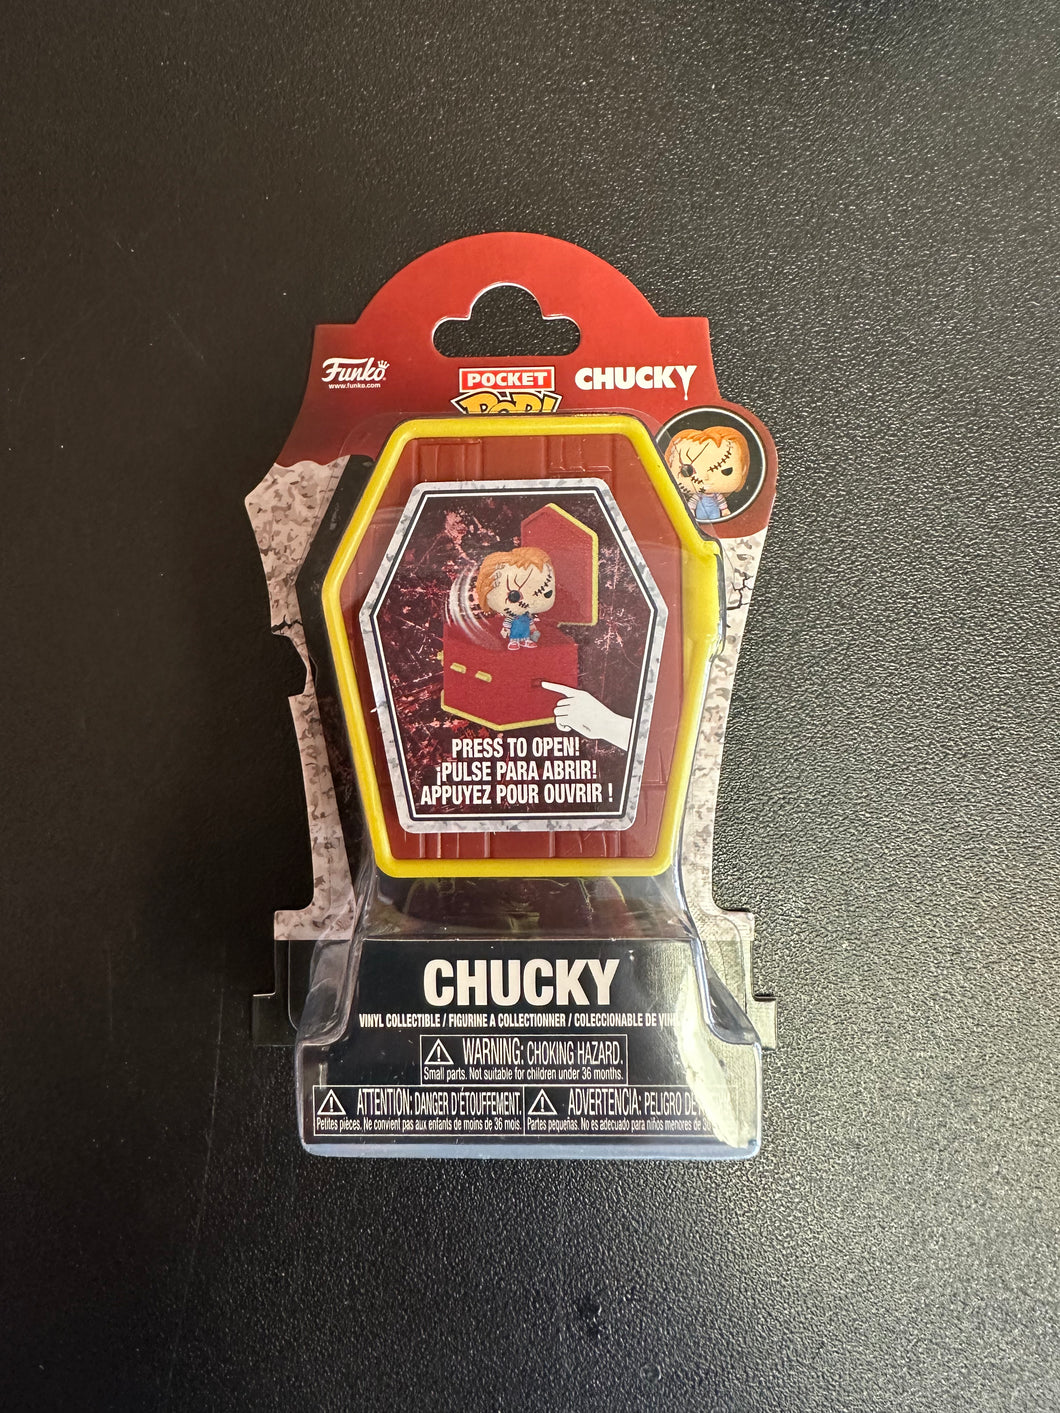 Funko
www.funko.com
POCKET
POP!
CHUCKY
PRESS TO OPEN!
¡PULSE PARA ABRIR!
APPUYEZ POUR OUVRIR !
CHUCKY
VINYL COLLECTIBLE / FIGURINE À COLLECTIONNER / COLECCIONABLE DE
WARNING: CHOKING HAZARD.
Small parts. Not suitable for children under 36 months.
ATTENTION: DANGER D'ÉTOUFFEMENT.
Petites pièces. Ne convient pas aux enfants de moins de 36 mois.
ADVERTENCIA: PELIGRO DE
Partes pequeñas. No es adecuado para niños menores de